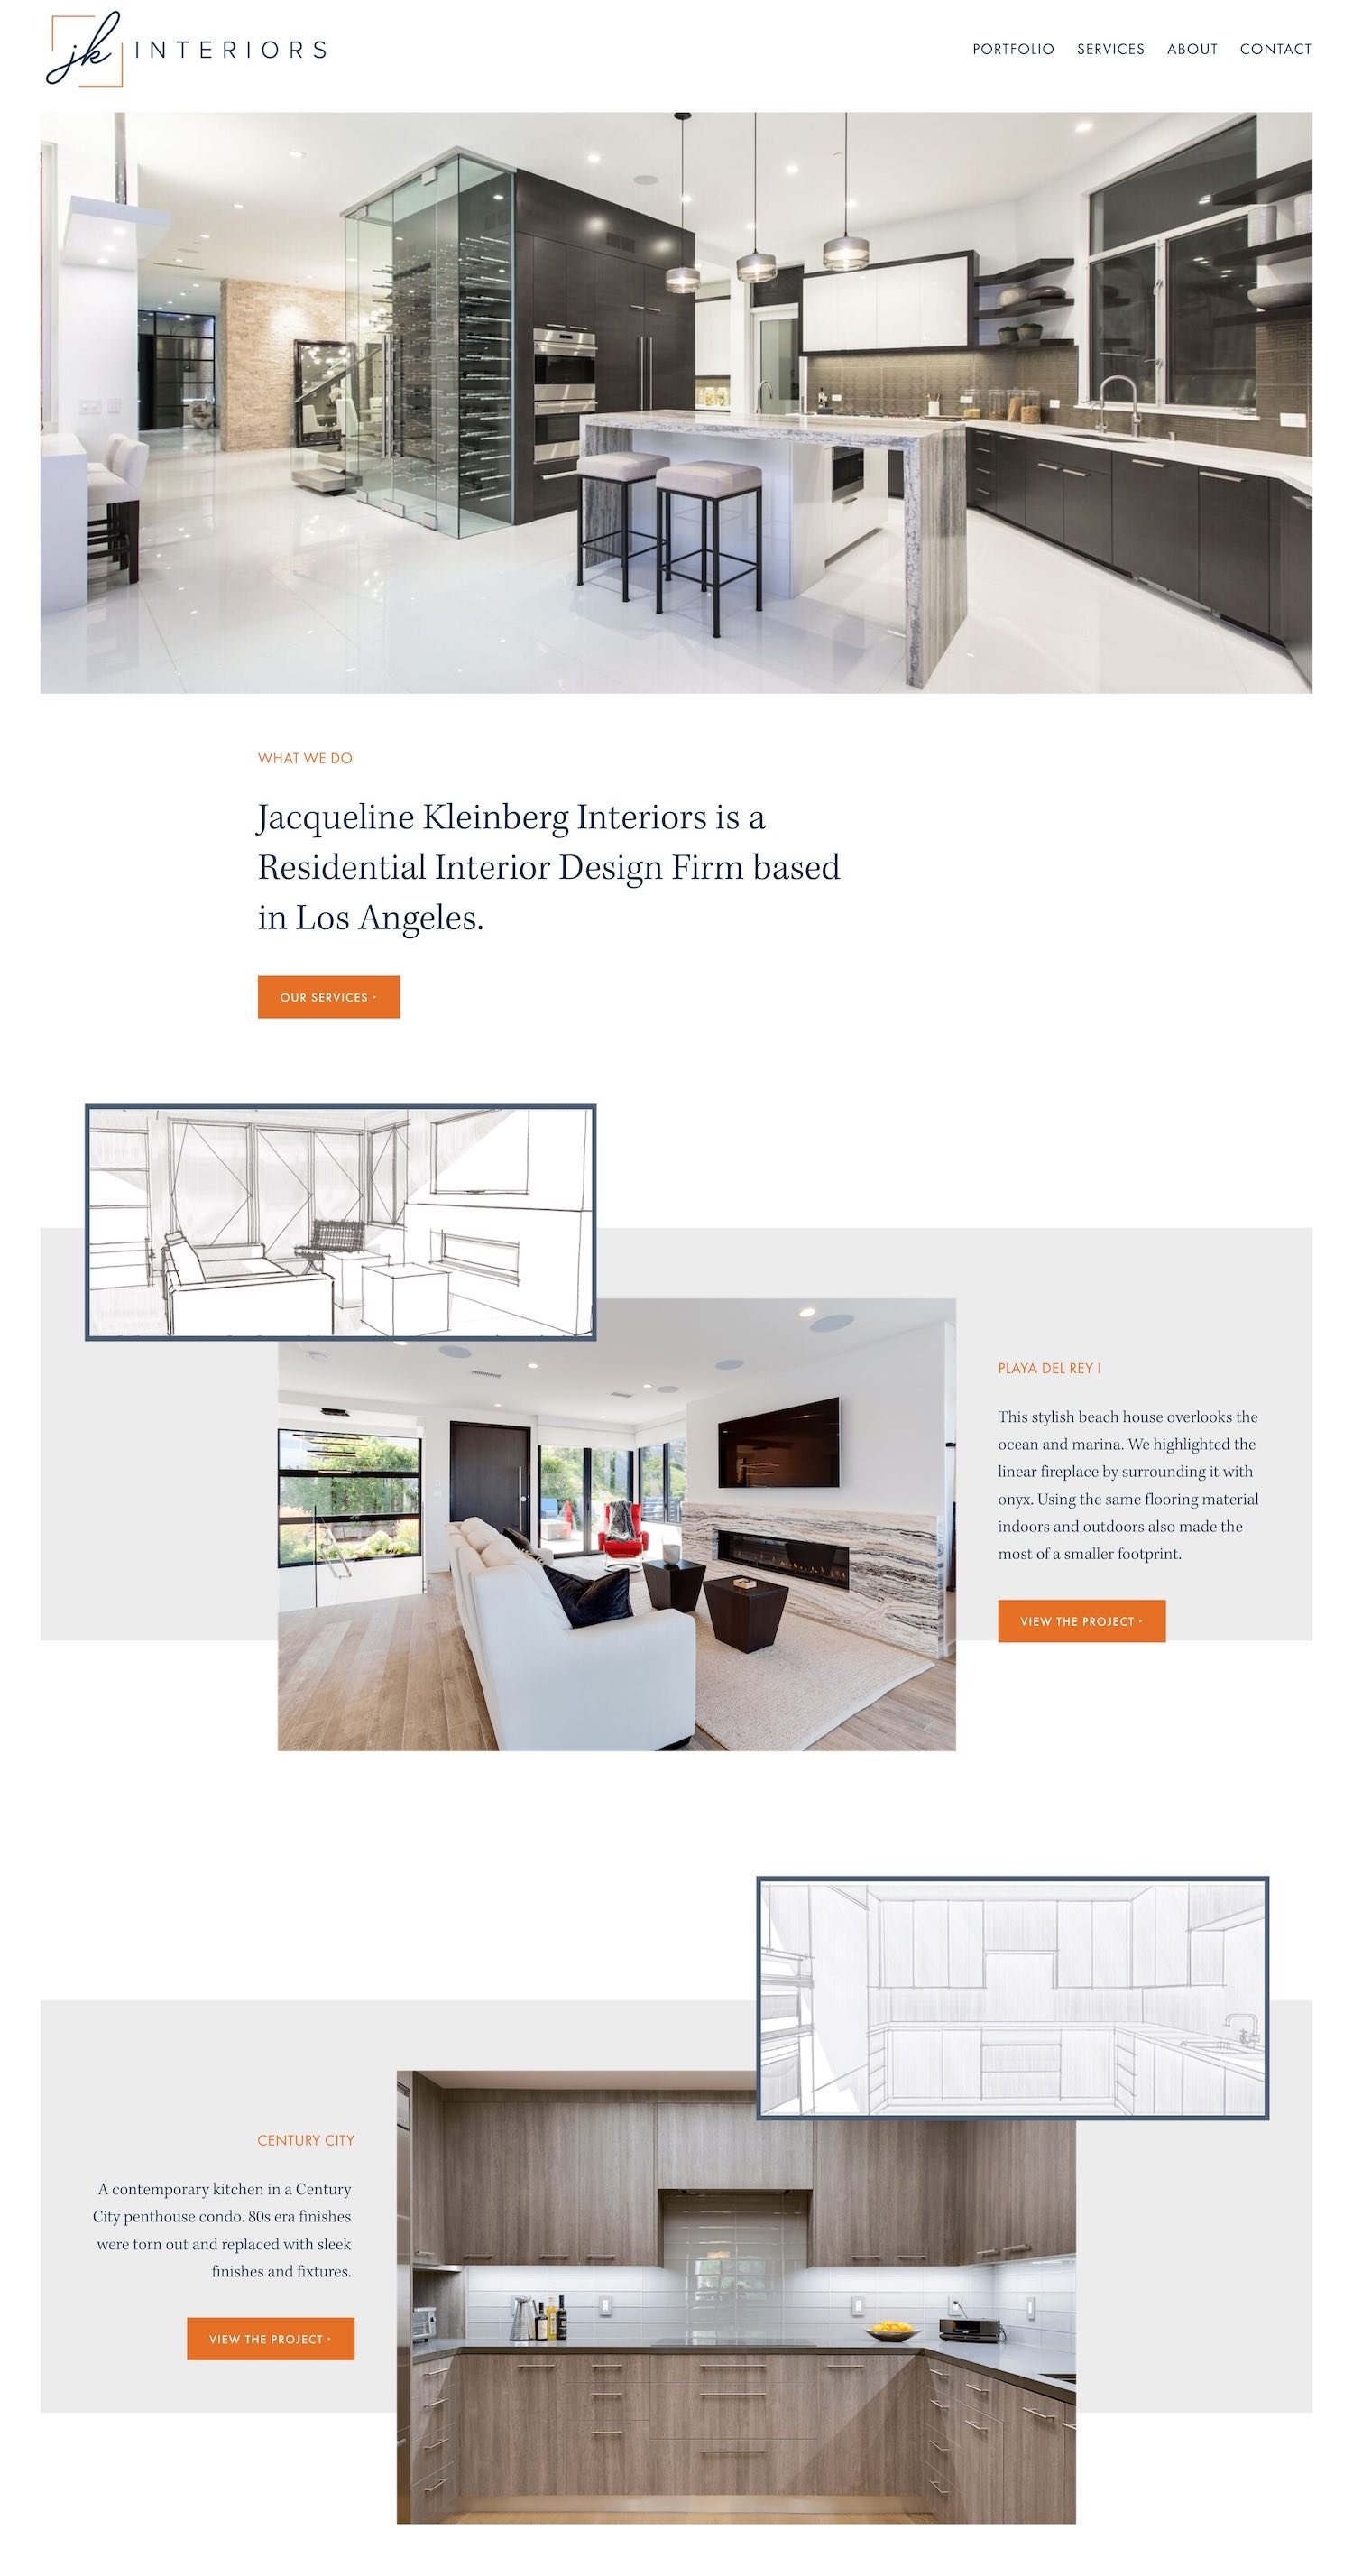 jk INTERIORS
PORTFOLIO SERVICES ABOUT CONTACT
WHAT WE DO
Jacqueline Kleinberg Interiors is a
Residential Interior Design Firm based
in Los Angeles.
OUR SERVICES
PLAYA DEL REY I
This stylish beach house overlooks the
ocean and marina. We highlighted the
linear fireplace by surrounding it with
onyx. Using the same flooring material
indoors and outdoors also made the
most of a smaller footprint.
VIEW THE PROJECT
CENTURY CITY
A contemporary kitchen in a Century
City penthouse condo. 80s era finishes
were torn out and replaced with sleek
finishes and fixtures.
VIEW THE PROJECT